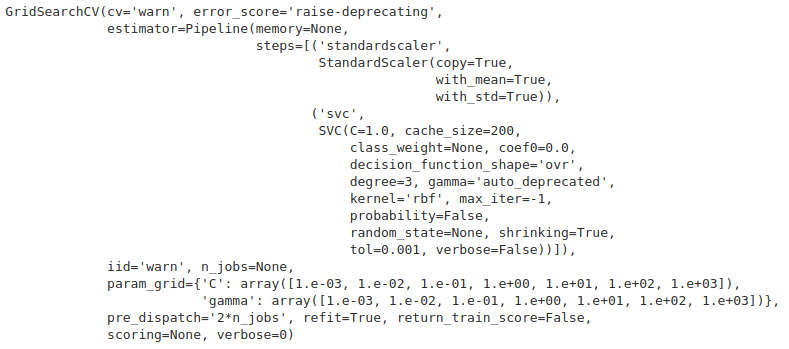 GridSearchCV(cv='warn', error_score='raise-deprecating',
             estimator=Pipeline(memory=None,
                                steps=[('standardscaler',
                                        StandardScaler(copy=True,
                                                       with_mean=True,
                                                       with_std=True)),
                                       ('svc',
                                        SVC(C=1.0, cache_size=200,
                                            class_weight=None, coef0=0.0,
                                            decision_function_shape='ovr',
                                            degree=3, gamma='auto_deprecated',
                                            kernel='rbf', max_iter=-1,
                                            probability=False,
                                            random_state=None, shrinking=True,
                                            tol=0.001, verbose=False))]),
             iid='warn', n_jobs=None,
             param_grid={'C': array([1.e-03, 1.e-02, 1.e-01, 1.e+00, 1.e+01, 1.e+02, 1.e+03]),
                         'gamma': array([1.e-03, 1.e-02, 1.e-01, 1.e+00, 1.e+01, 1.e+02, 1.e+03])},
             pre_dispatch='2*n_jobs', refit=True, return_train_score=False,
             scoring=None, verbose=0)